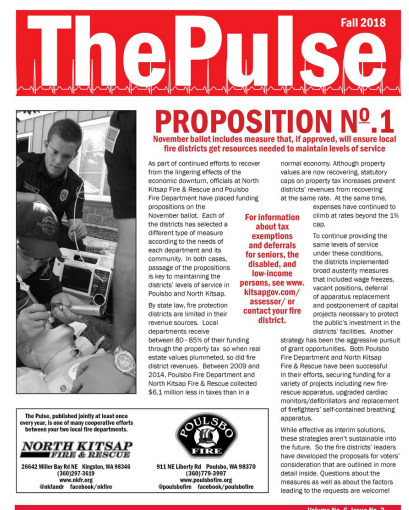 Fall 2018
ThePulse
PROPOSITION Nº.1
November ballot includes measure that, if approved, will ensure local
fire districts get resources needed to maintain levels of service
As part of continued efforts to recover
from the lingering effects of the
economic downturn, officials at North
Kitsap Fire & Rescue and Poulsbo
Fire Department have placed funding
propositions on the
November ballot. Each of
the districts has selected a
different type of measure
according to the needs of
each department and its
community. In both cases,
passage of the propositions
is key to maintaining the
districts' levels of service in
Poulsbo and North Kitsap.
By state law, fire protection
districts are limited in their
revenue sources. Local
departments receive
between 80 - 85% of their funding
through the property tax so when real
estate values plummeted, so did fire
district revenues. Between 2009 and
2014, Poulsbo Fire Department and
North Kitsap Fire & Rescue collected
$6.1 million less in taxes than in a
For information
about tax
exemptions
and deferrals
for seniors, the
disabled, and
low-income
persons, see www.
kitsapgov.com/
assessor/ or
contact your fire
district.
normal economy. Although property
values are now recovering, statutory
caps on property tax increases prevent
districts' revenues from recovering
at the same rate. At the same time,
expenses have continued to
climb at rates beyond the 1%
cap.
To continue providing the
same levels of service
under these conditions,
the districts implemented
broad austerity measures
that included wage freezes,
vacant positions, deferral
of apparatus replacement
and postponement of capital
projects necessary to protect
the public's investment in the
districts' facilities. Another
strategy has been the aggressive pursuit
of grant opportunities. Both Poulsbo
Fire Department and North Kitsap
Fire & Rescue have been successful
in their efforts, securing funding for a
variety of projects including new fire-
rescue apparatus, upgraded cardiac
monitors/defibrillators and replacement
of firefighters' self-contained breathing
apparatus.
While effective as interim solutions,
these strategies aren't sustainable into
the future. So the fire districts' leaders
have developed the proposals for voters'
consideration that are outlined in more
detail inside. Questions about the
measures as well as about the factors
leading to the requests are welcome!
The Pulse, published jointly at least once
every year, is one of many cooperative efforts
between your two local fire departments.
NORTH KITSAP
FIRE & RESCUE
26642 Miller Bay Rd NE Kingston, WA 98346
(360)297-3619
www.nkfr.org
@nkfandr facebook/nkfire
POULSBO
FIRE
911 NE Liberty Rd Poulsbo, WA 98370
(360)779-3997
www.poulsbofire.org
@poulsbofire facebook/poulsbofire